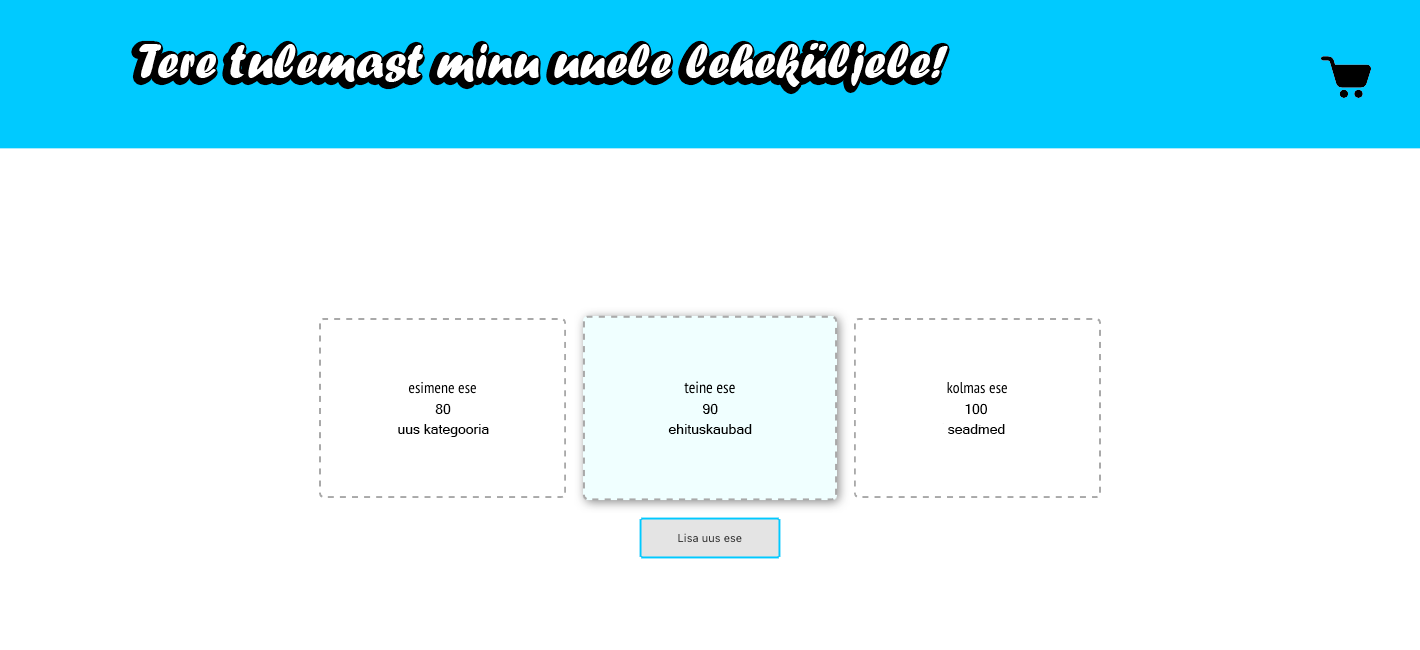 Tere tulemast minu uuele leheküljele!
esimene ese
80
uus kategooria
teine ese
90
ehituskaubad
kolmas ese
100
seadmed
Lisa uus ese